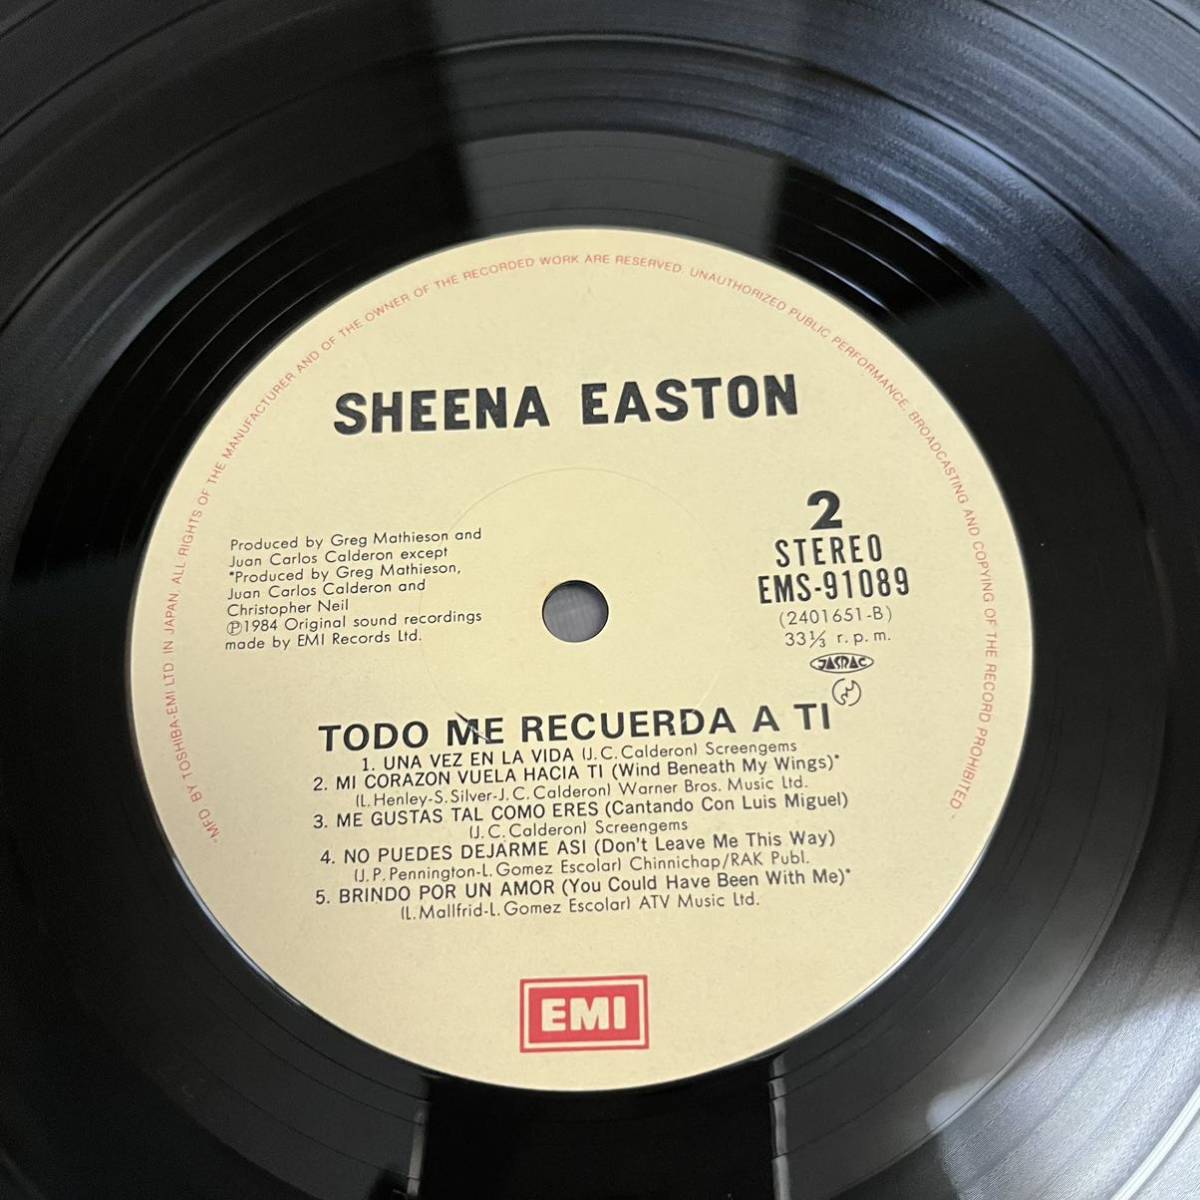 "MFD BY TOSHIBA-EMI LTD. IN JAPAN. ALL RIGHTS OF THE MANUFACTURER AND OF THE OWNER OF THE RECORDED WORK ARE RESERVED. UNAUTHORIZED PUBLIC PERFORMANCE, BROADCASTING AND COPYING OF THE RECORD PROHIBITED"
SHEENA EASTON
Produced by Greg Mathieson and
Juan Carlos Calderon except
*Produced by Greg Mathieson,
Juan Carlos Calderon and
Christopher Neil
Ⓟ1984 Original sound recordings
made by EMI Records Ltd.
2
STEREO
EMS-91089
(2401651-B)
33⅓ r.p.m.
JASRAC
TODO ME RECUERDA A TI
1. UNA VEZ EN LA VIDA (J.C.Calderon) Screengems
2. MI CORAZON VUELA HACIA TI (Wind Beneath My Wings)*
(L.Henley-S.Silver-J.C.Calderon) Warner Bros. Music Ltd.
3. ME GUSTAS TAL COMO ERES (Cantando Con Luis Miguel)
(J.C.Calderon) Screengems
4. NO PUEDES DEJARME ASI (Don't Leave Me This Way)
(J.P.Pennington-L.Gomez Escolar) Chinnichap/RAK Publ.
5. BRINDO POR UN AMOR (You Could Have Been With Me)*
(L.Mallfrid-L.Gomez Escolar) ATV Music Ltd.
EMI